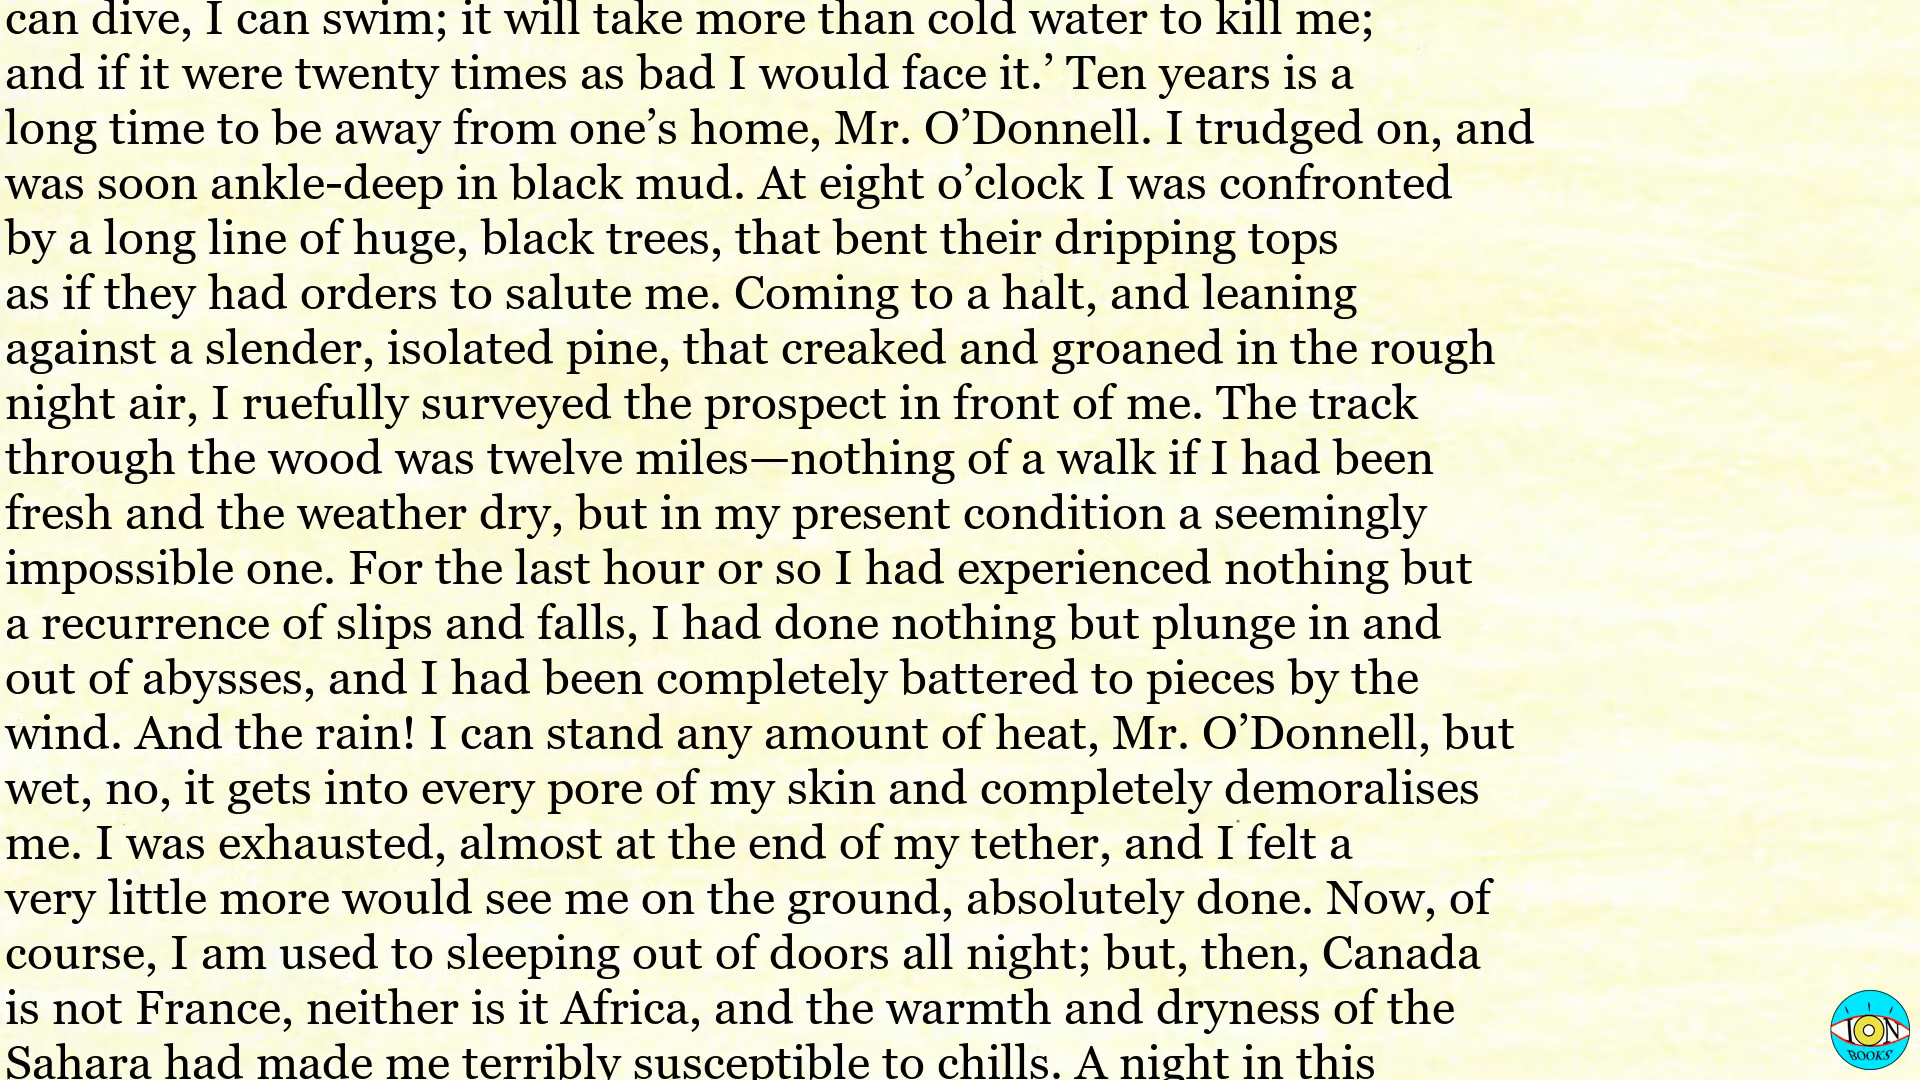 can dive, I can swim; it will take more than cold water to kill me;
and if it were twenty times as bad I would face it.’ Ten years is a
long time to be away from one’s home, Mr. O’Donnell. I trudged on, and
was soon ankle-deep in black mud. At eight o’clock I was confronted
by a long line of huge, black trees, that bent their dripping tops
as if they had orders to salute me. Coming to a halt, and leaning
against a slender, isolated pine, that creaked and groaned in the rough
night air, I ruefully surveyed the prospect in front of me. The track
through the wood was twelve miles—nothing of a walk if I had been
fresh and the weather dry, but in my present condition a seemingly
impossible one. For the last hour or so I had experienced nothing but
a recurrence of slips and falls, I had done nothing but plunge in and
out of abysses, and I had been completely battered to pieces by the
wind. And the rain! I can stand any amount of heat, Mr. O’Donnell, but
wet, no, it gets into every pore of my skin and completely demoralises
me. I was exhausted, almost at the end of my tether, and I felt a
very little more would see me on the ground, absolutely done. Now, of
course, I am used to sleeping out of doors all night; but, then, Canada
is not France, neither is it Africa, and the warmth and dryness of the
Sahara had made me terribly susceptible to chills. A night in this
ION
BOOKS